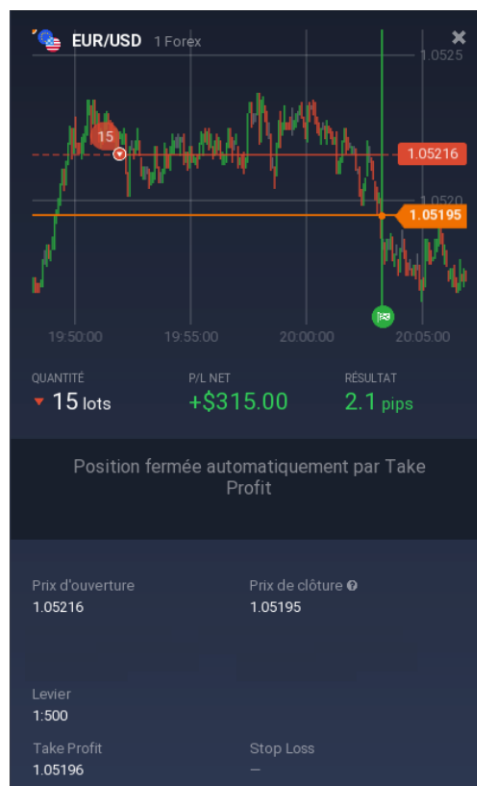 EUR/USD 1 Forex
1.0525
15
1.05216
1.0520
1.05195
19:50:00 19:55:00 20:00:00 20:05:00
QUANTITÉ P/L NET RÉSULTAT
15 lots +$315.00 2.1 pips
Position fermée automatiquement par Take
Profit
Prix d'ouverture Prix de clôture
1.05216 1.05195
Levier
1:500
Take Profit Stop Loss
1.05196 —